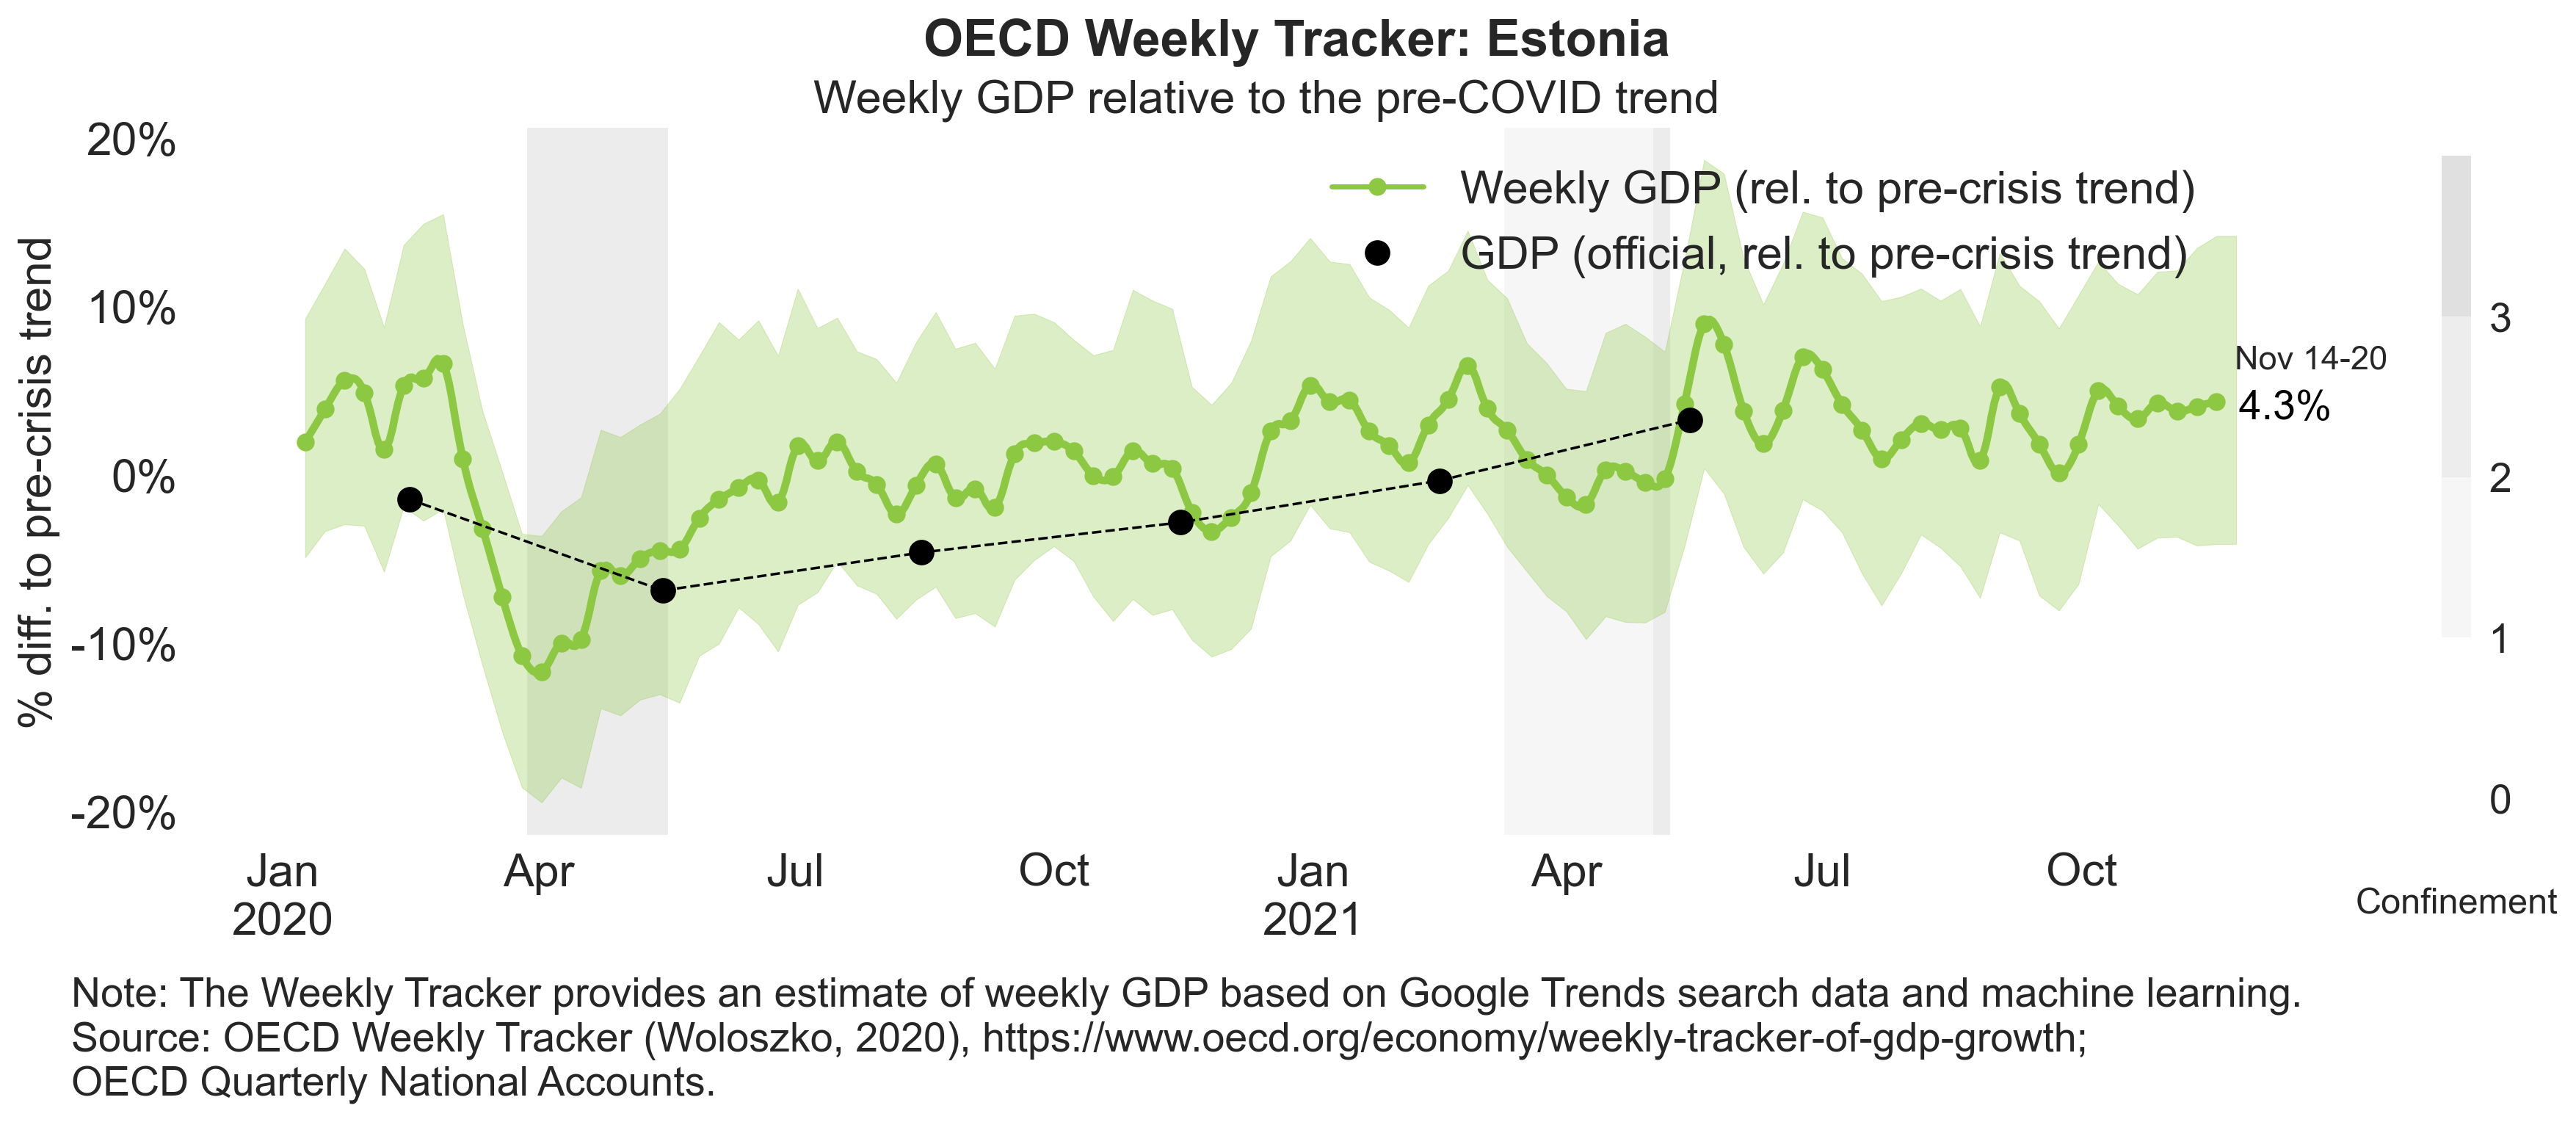 OECD Weekly Tracker: Estonia
Weekly GDP relative to the pre-COVID trend
% diff. to pre-crisis trend
20%
10%
0%
-10%
-20%
Weekly GDP (rel. to pre-crisis trend)
GDP (official, rel. to pre-crisis trend)
Nov 14-20
4.3%
3
2
1
0
Confinement
Jan Apr Jul Oct Jan Apr Jul Oct
2020 2021
Note: The Weekly Tracker provides an estimate of weekly GDP based on Google Trends search data and machine learning.
Source: OECD Weekly Tracker (Woloszko, 2020), https://www.oecd.org/economy/weekly-tracker-of-gdp-growth;
OECD Quarterly National Accounts.